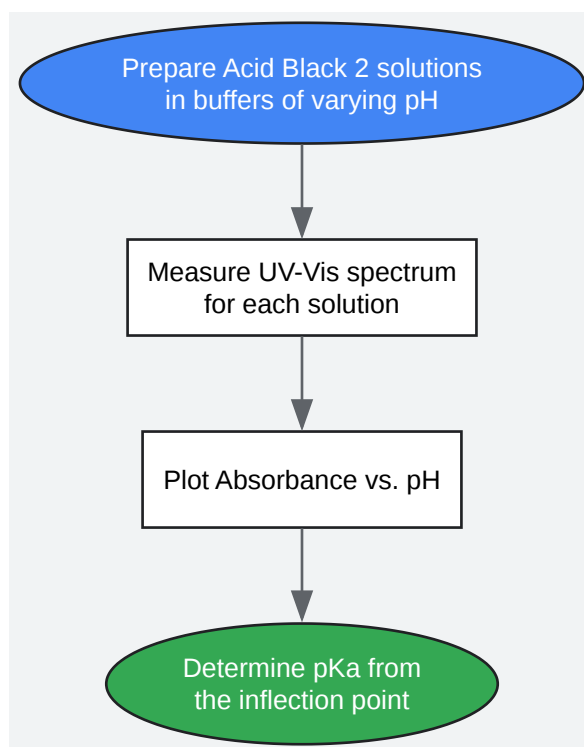 Prepare Acid Black 2 solutions
in buffers of varying pH
Measure UV-Vis spectrum
for each solution
Plot Absorbance vs. pH
Determine pKa from
the inflection point